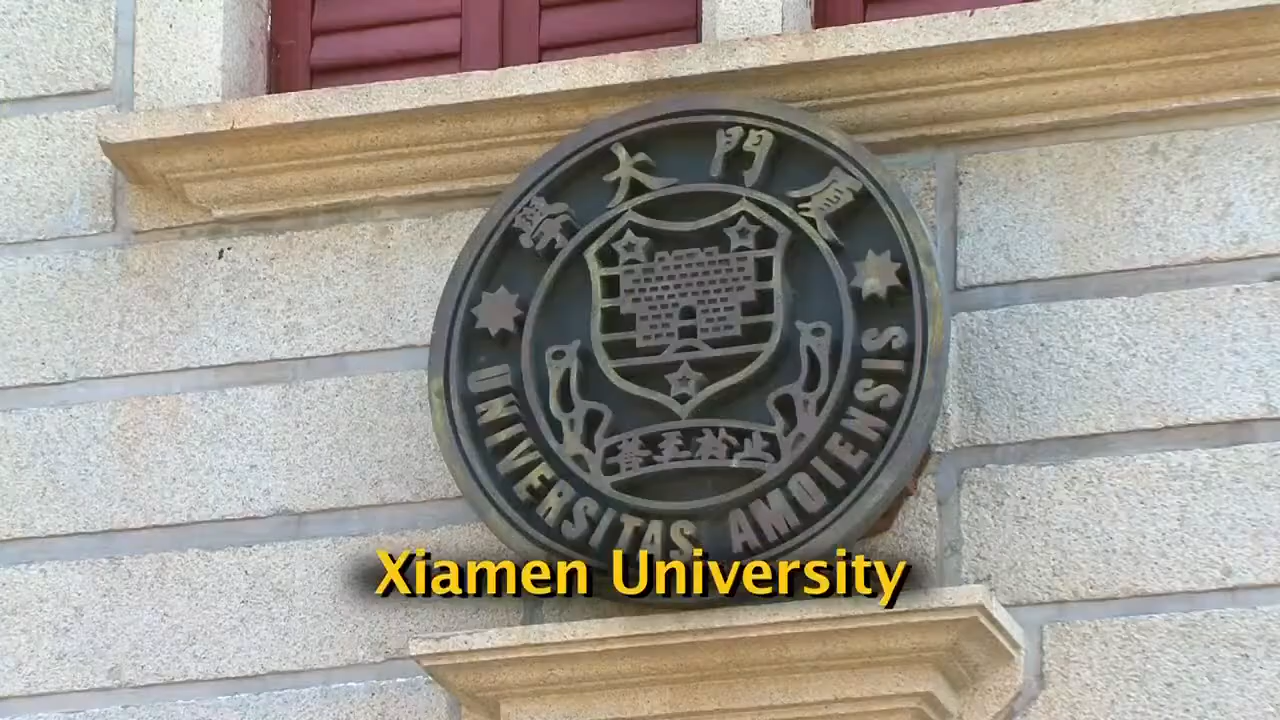 廈門大學
UNIVERSITAS AMOIENSIS
止於至善
Xiamen University